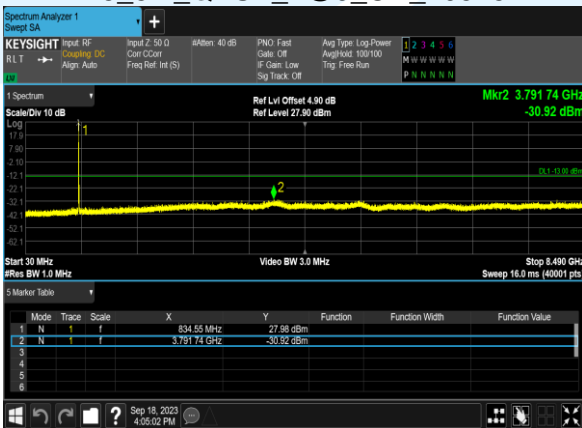 Spectrum Analyzer 1
Swept SA
+
KEYSIGHT Input: RF Input Z: 50 Ω #Atten: 40 dB PNO: Fast Avg Type: Log-Power 1 2 3 4 5 6
RLT Coupling: DC Corr CCorr Gate: Off Avg|Hold: 100/100 M W W W W W
Align: Auto Freq Ref: Int (S) IF Gain: Low Trig: Free Run
Sig Track: Off P N N N N N
LW
1 Spectrum Ref Lvl Offset 4.90 dB Mkr2 3.791 74 GHz
Scale/Div 10 dB Ref Level 27.90 dBm -30.92 dBm
Log
17.9
7.90
-2.10
-12.1
-22.1
-32.1
-42.1
-52.1
-62.1
1
DL1 -13.00 dBm
2
Start 30 MHz Video BW 3.0 MHz Stop 8.490 GHz
#Res BW 1.0 MHz Sweep 16.0 ms (40001 pts)
5 Marker Table
Mode Trace Scale X Y Function Function Width Function Value
1 N 1 f 834.55 MHz 27.98 dBm
2 N 1 f 3.791 74 GHz -30.92 dBm
3
4
5
6
? Sep 18, 2023
4:05:02 PM